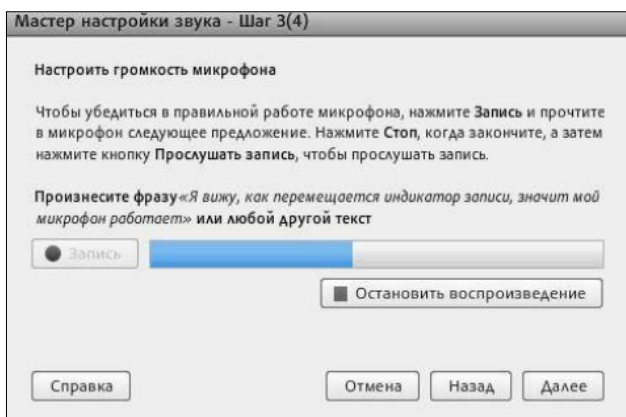 Мастер настройки звука - Шаг 3(4)
Настроить громкость микрофона
Чтобы убедиться в правильной работе микрофона, нажмите Запись и прочтите
в микрофон следующее предложение. Нажмите Стоп, когда закончите, а затем
нажмите кнопку Прослушать запись, чтобы прослушать запись.
Произнесите фразу«Я вижу, как перемещается индикатор записи, значит мой
микрофон работает» или любой другой текст
Запись
Остановить воспроизведение
Справка Отмена Назад Далее